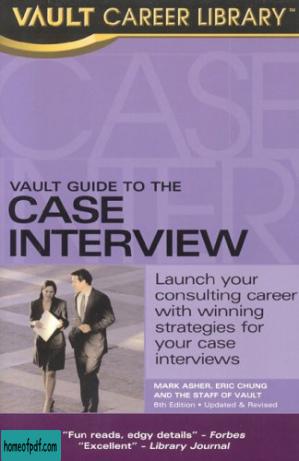 VAULT CAREER LIBRARY™
CASE
INTERV
VAULT GUIDE TO THE
CASE
INTERVIEW
Launch your
consulting career
with winning
strategies for
your case
interviews
MARK ASHER, ERIC CHUNG
AND THE STAFF OF VAULT
6th Edition • Updated & Revised
"Fun reads, edgy details" – Forbes
"Excellent" – Library Journal
homeofpdf.com